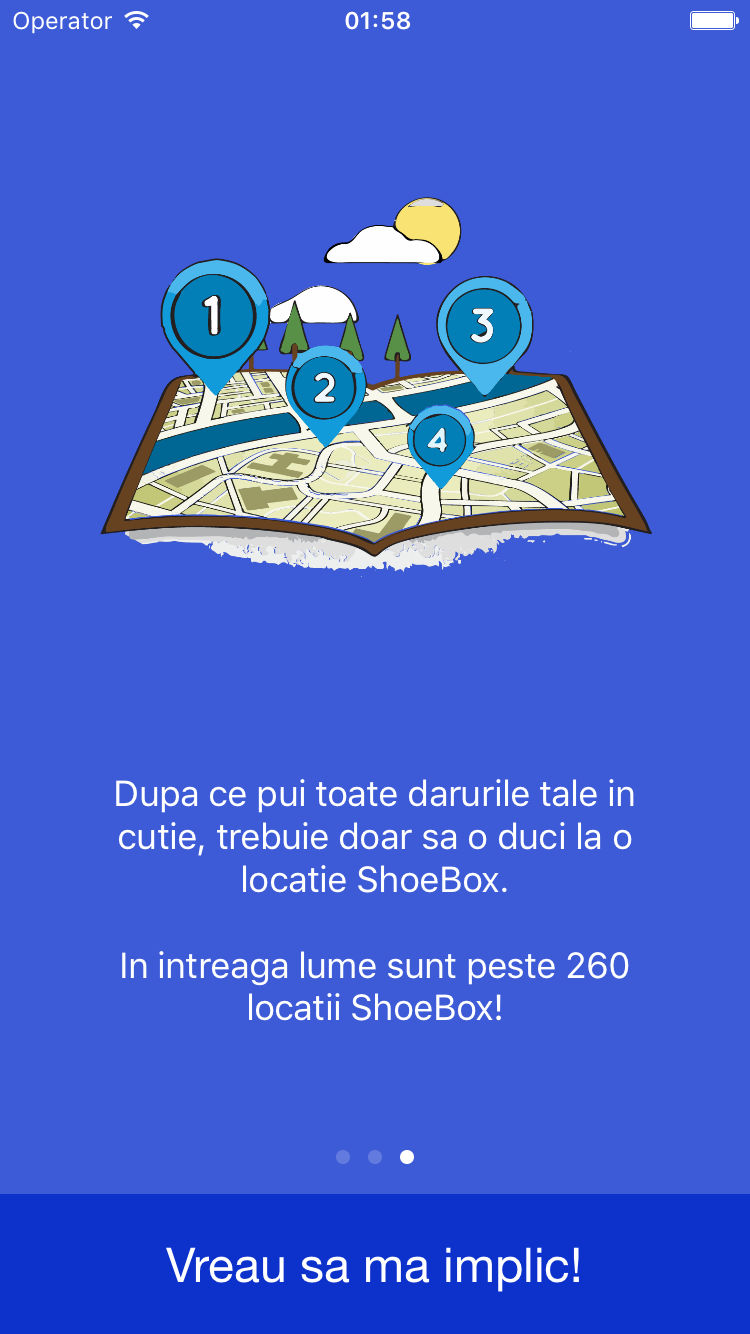 Operator
01:58
1
2
3
4
Dupa ce pui toate darurile tale in
cutie, trebuie doar sa o duci la o
locatie ShoeBox.
In intreaga lume sunt peste 260
locatii ShoeBox!
Vreau sa ma implic!